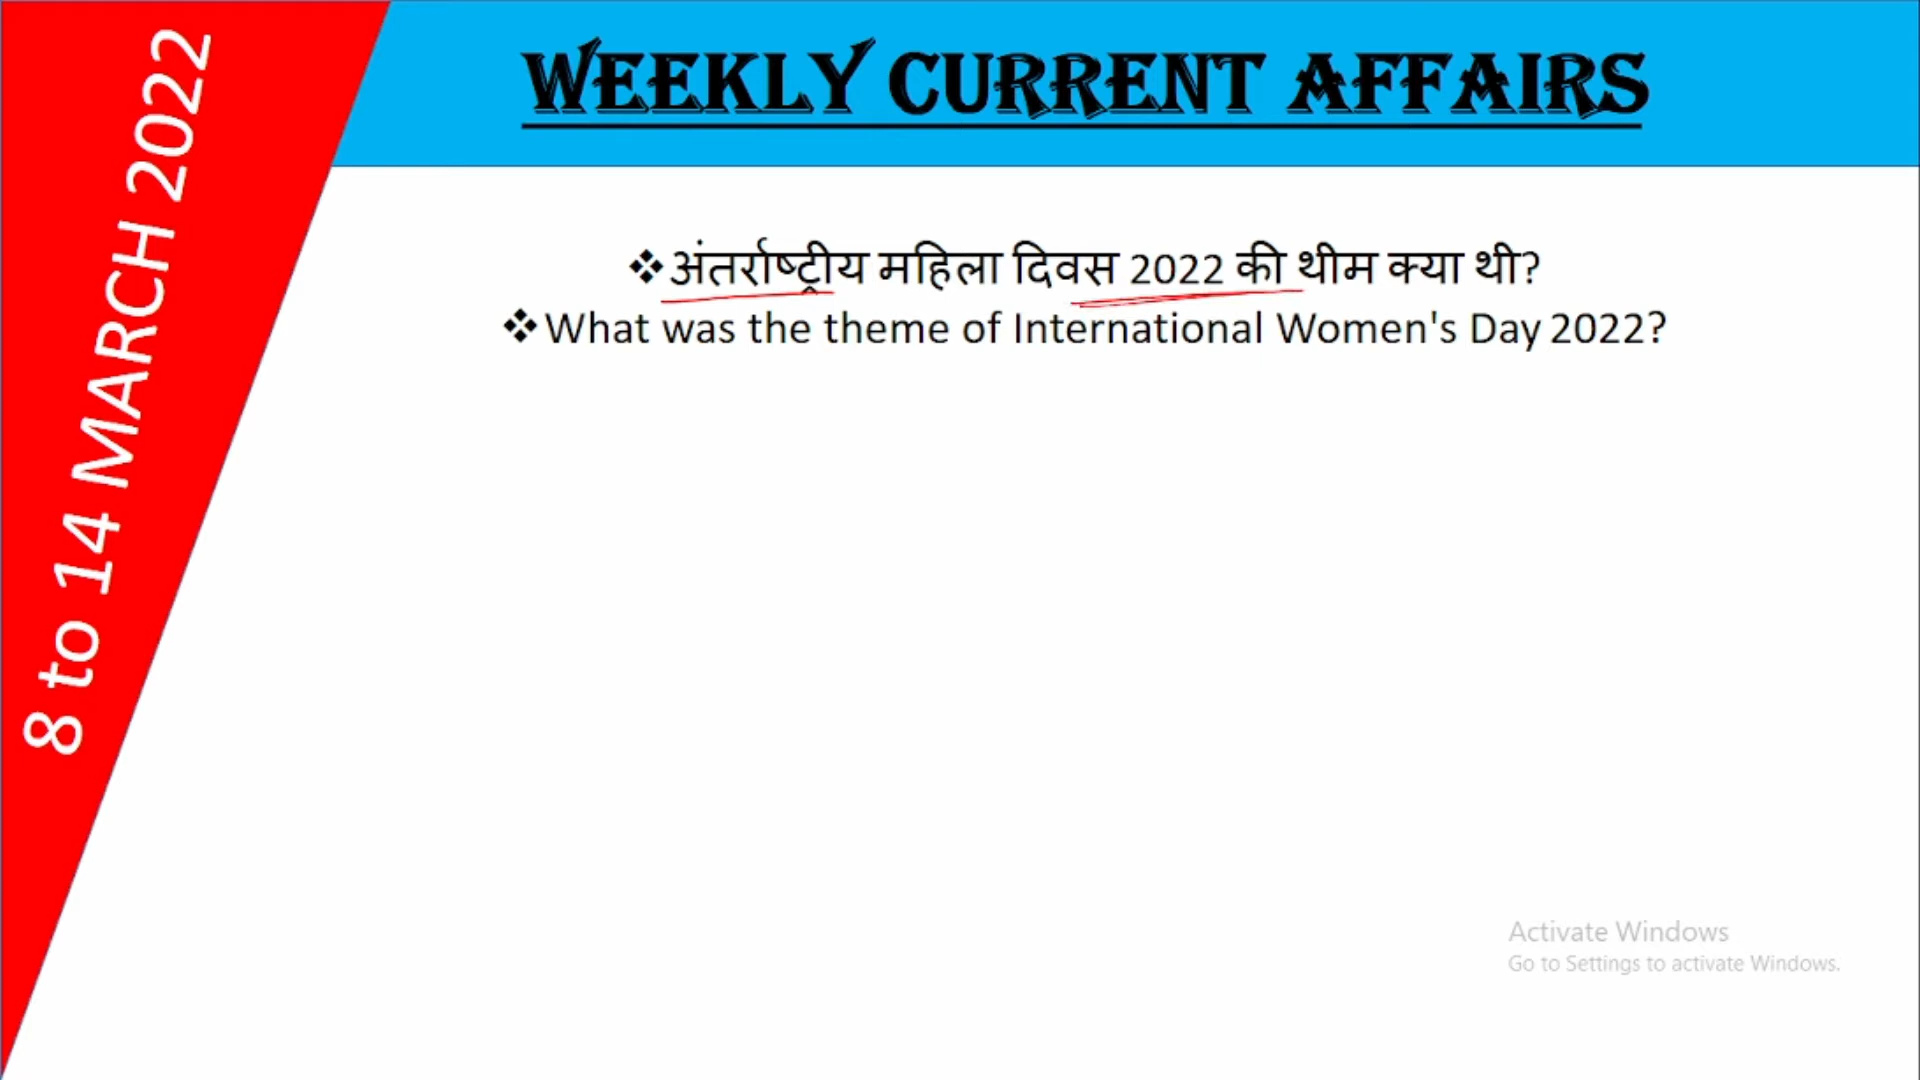 WEEKLY CURRENT AFFAIRS
8 to 14 MARCH 2022
❖अंतर्राष्ट्रीय महिला दिवस 2022 की थीम क्या थी?
❖What was the theme of International Women's Day 2022?
Activate Windows
Go to Settings to activate Windows.